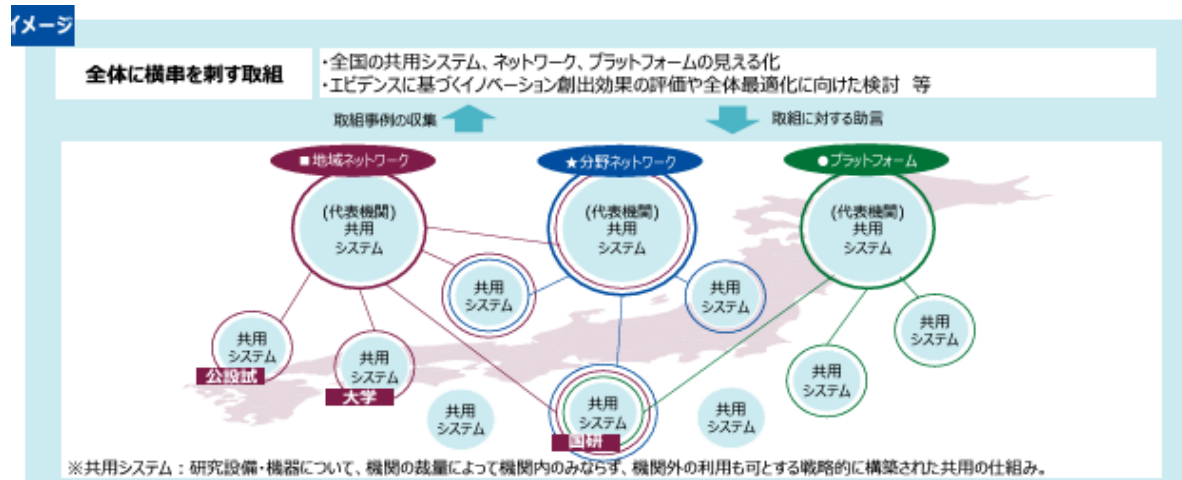 イメージ
全体に横串を刺す取組
・全国の共用システム、ネットワーク、プラットフォームの見える化
・エビデンスに基づくイノベーション創出効果の評価や全体最適化に向けた検討 等
取組事例の収集
取組に対する助言
■地域ネットワーク
★分野ネットワーク
●プラットフォーム
(代表機関)
共用
システム
(代表機関)
共用
システム
(代表機関)
共用
システム
共用
システム
共用
システム
共用
システム
共用
システム
公設試
共用
システム
大学
共用
システム
共用
システム
共用
システム
国研
共用
システム
※共用システム：研究設備・機器について、機関の裁量によって機関内のみならず、機関外の利用も可とする戦略的に構築された共用の仕組み。